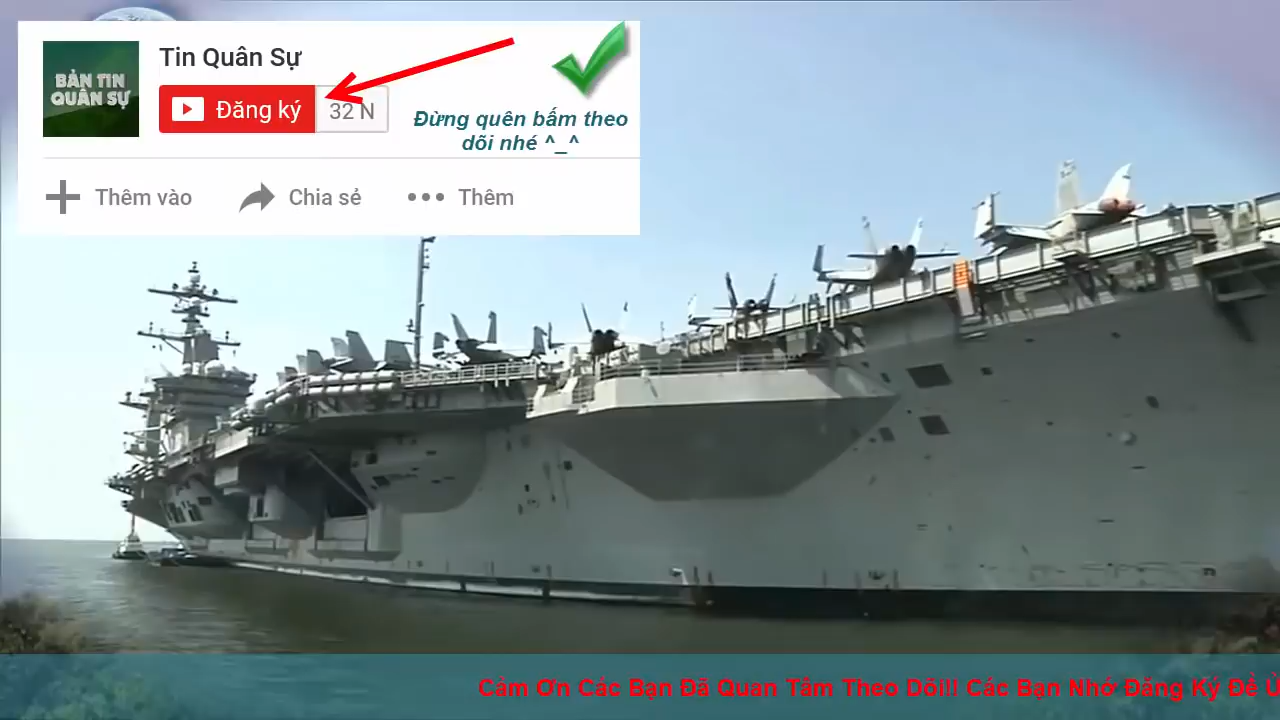 BẢN TIN
QUÂN SỰ
Tin Quân Sự
Đăng ký
32 N
Đừng quên bấm theo
dõi nhé ^_^
Thêm vào
Chia sẻ
Thêm
Cảm Ơn Các Bạn Đã Quan Tâm Theo Dõi!! Các Bạn Nhớ Đăng Ký Để